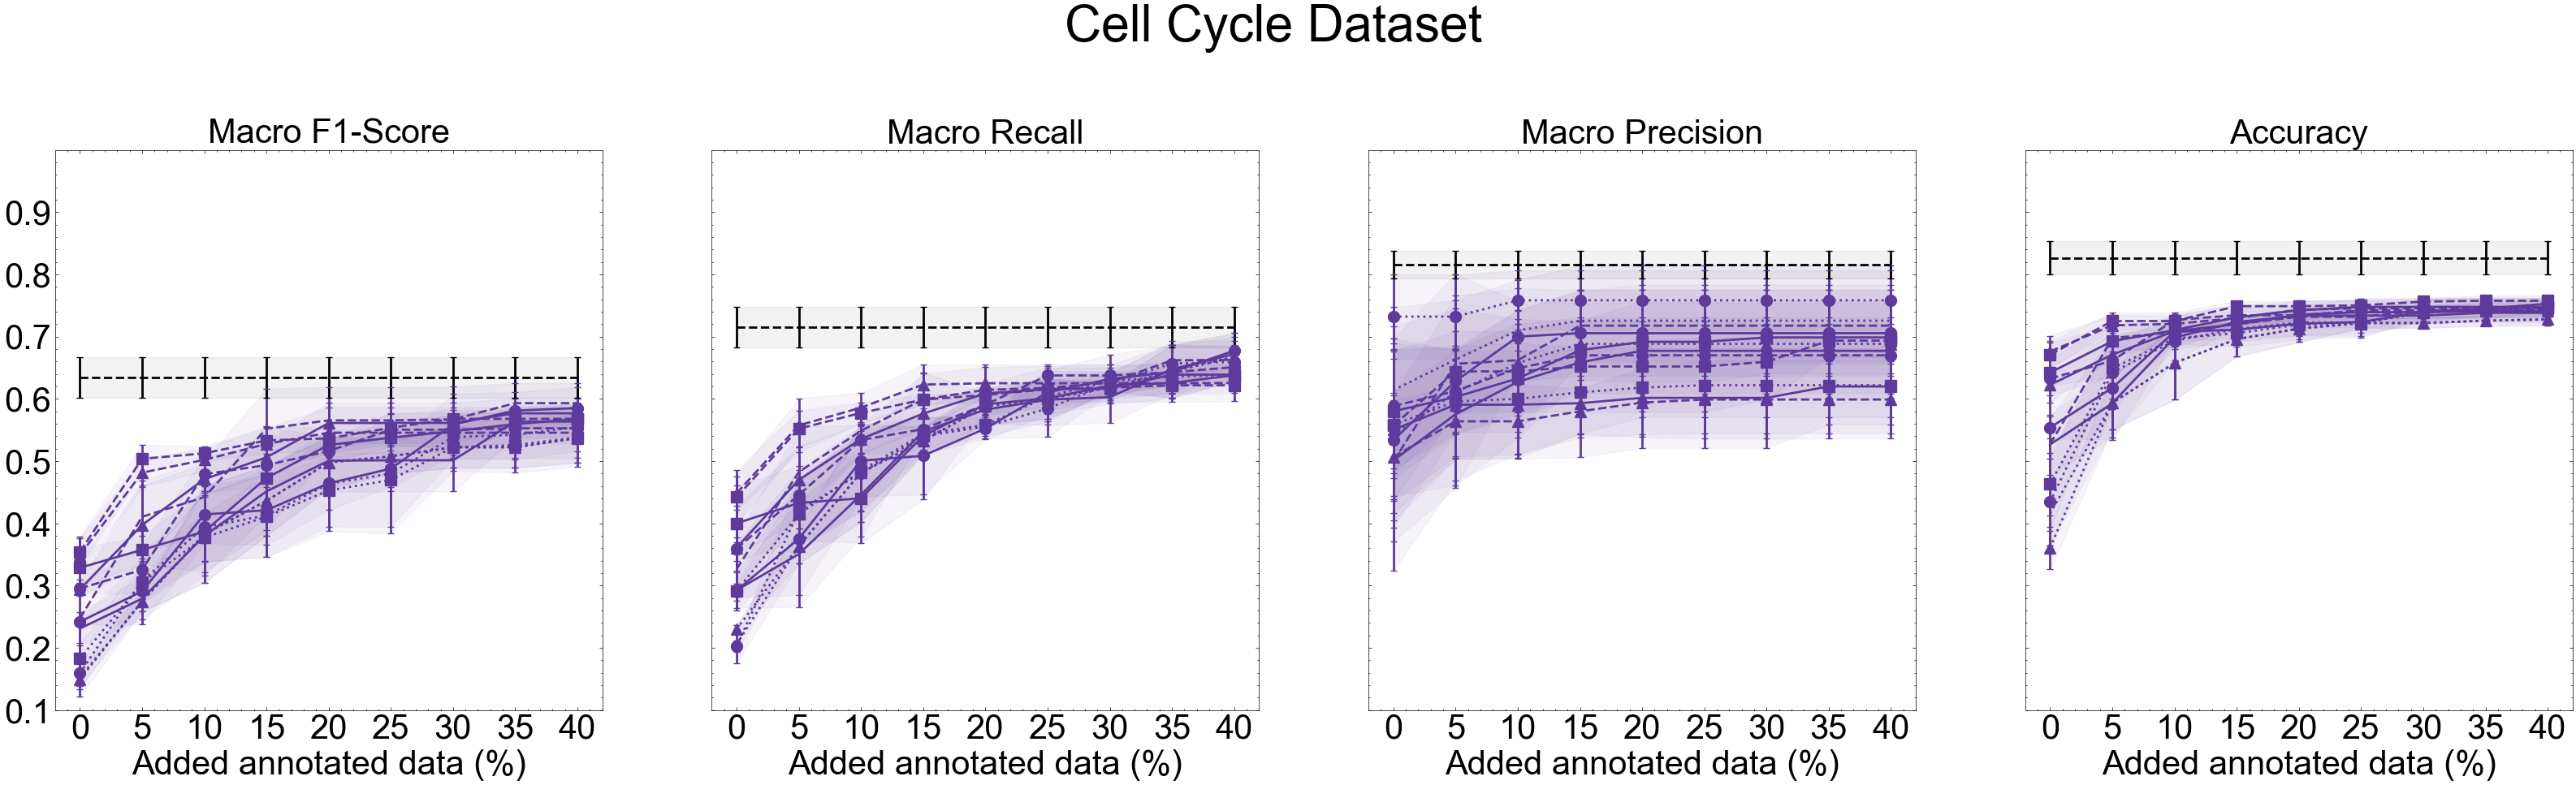 Cell Cycle Dataset
Macro F1-Score
Macro Recall
Macro Precision
Accuracy
0.9
0.8
0.7
0.6
0.5
0.4
0.3
0.2
0.1
0 5 10 15 20 25 30 35 40
0 5 10 15 20 25 30 35 40
0 5 10 15 20 25 30 35 40
0 5 10 15 20 25 30 35 40
Added annotated data (%)
Added annotated data (%)
Added annotated data (%)
Added annotated data (%)